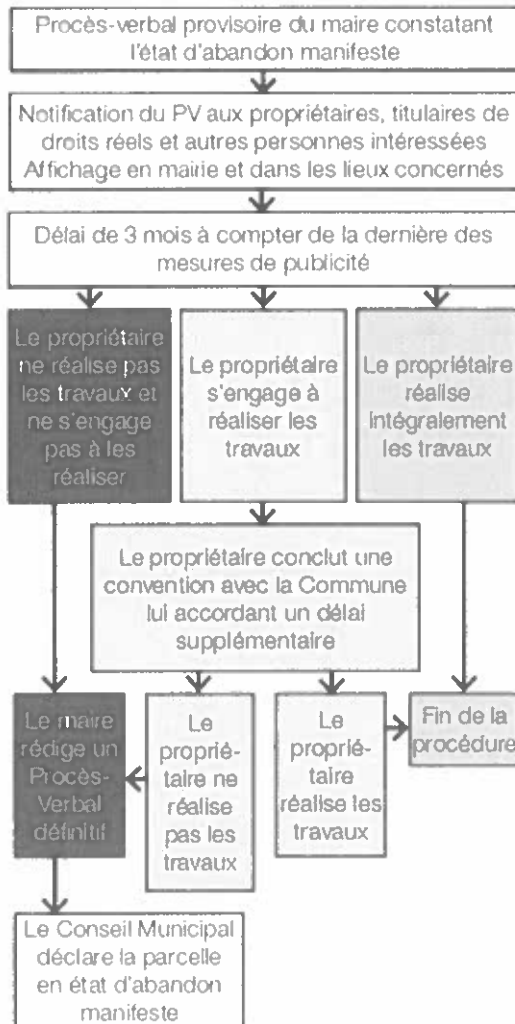 Procès-verbal provisoire du maire constatant
l'état d'abandon manifeste
Notification du PV aux propriétaires, titulaires de
droits réels et autres personnes intéressées
Affichage en mairie et dans les lieux concernés
Délai de 3 mois à compter de la dernière des
mesures de publicité
Le propriétaire
ne réalise pas
les travaux et
ne s'engage
pas à les
réaliser
Le propriétaire
s'engage à
réaliser les
travaux
Le propriétaire
réalise
intégralement
les travaux
Le propriétaire conclut une
convention avec la Commune
lui accordant un délai
supplémentaire
Le maire
rédige un
Procès-
Verbal
définitif
Le
proprié-
taire ne
réalise
pas les
travaux
Le
proprié-
taire
réalise les
travaux
Fin de la
procédure
Le Conseil Municipal
déclare la parcelle
en état d'abandon
manifeste